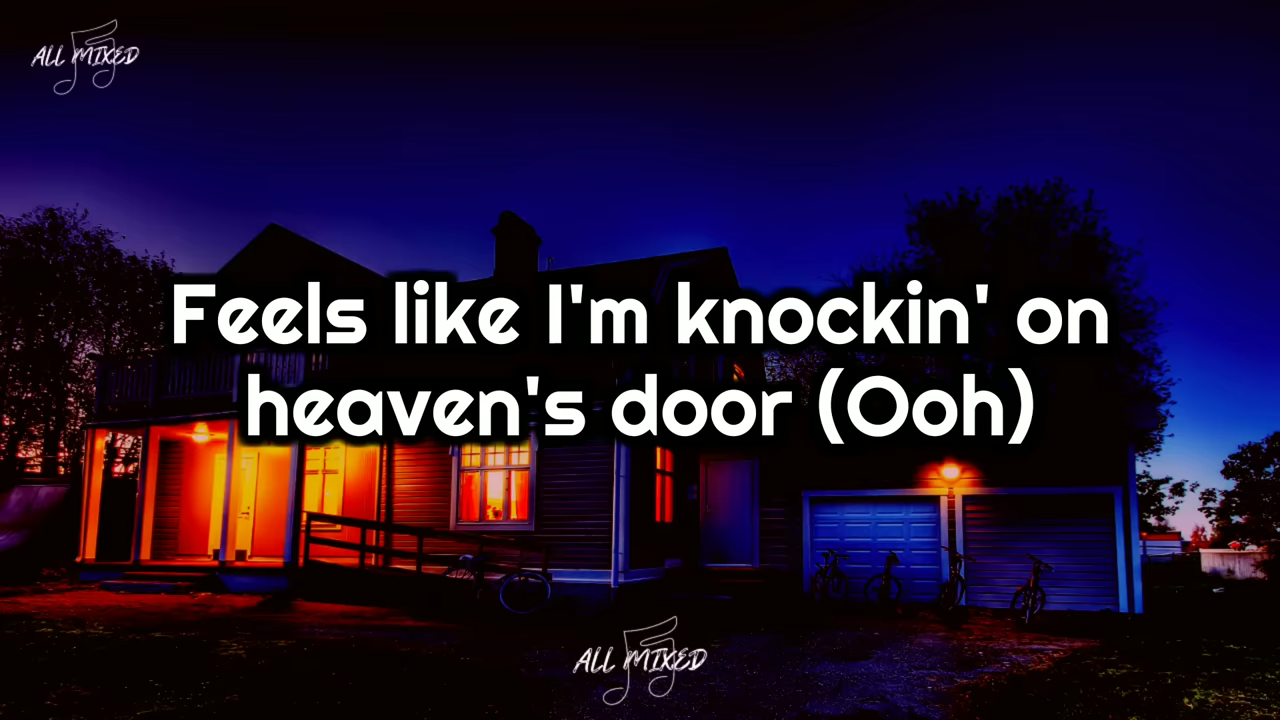 ALL MIXED
Feels like I'm knockin' on
heaven's door (Ooh)
ALL MIXED